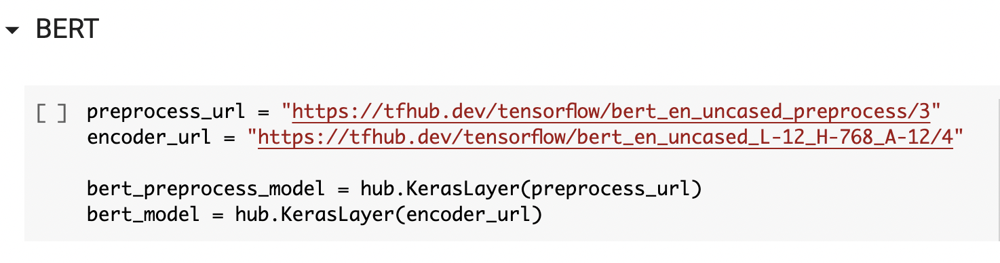 BERT
[ ] preprocess_url = "https://tfhub.dev/tensorflow/bert_en_uncased_preprocess/3"
encoder_url = "https://tfhub.dev/tensorflow/bert_en_uncased_L-12_H-768_A-12/4"
bert_preprocess_model = hub.KerasLayer(preprocess_url)
bert_model = hub.KerasLayer(encoder_url)